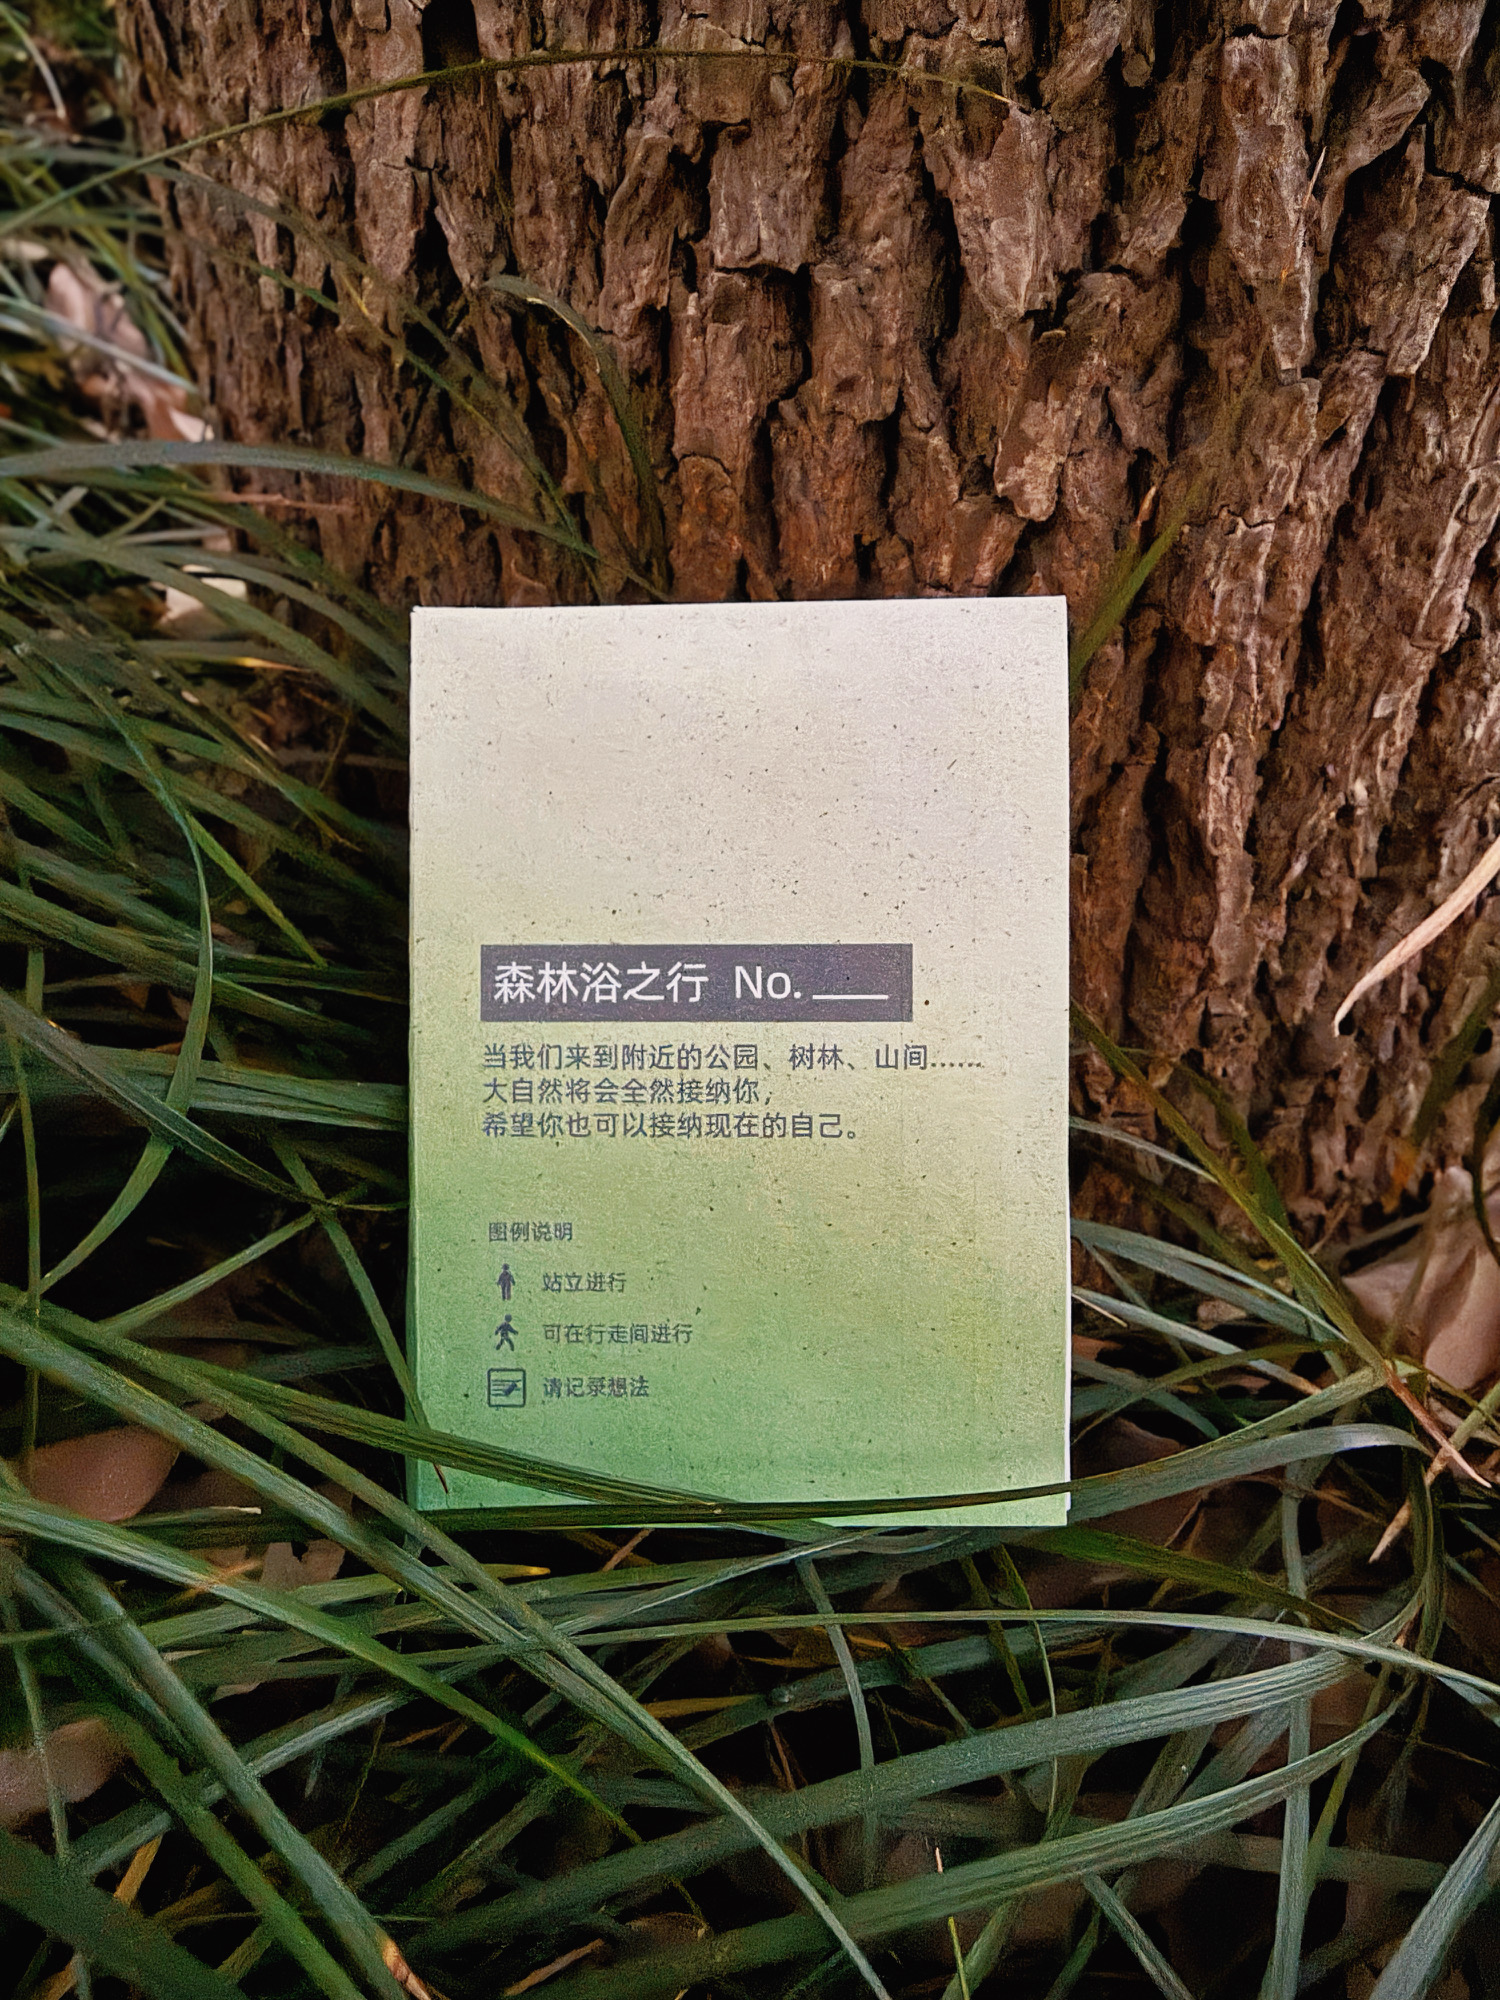 森林浴之行 No. ___
当我们来到附近的公园、树林、山间……
大自然将会全然接纳你，
希望你也可以接纳现在的自己。
图例说明
站立进行
可在行走间进行
请记录想法